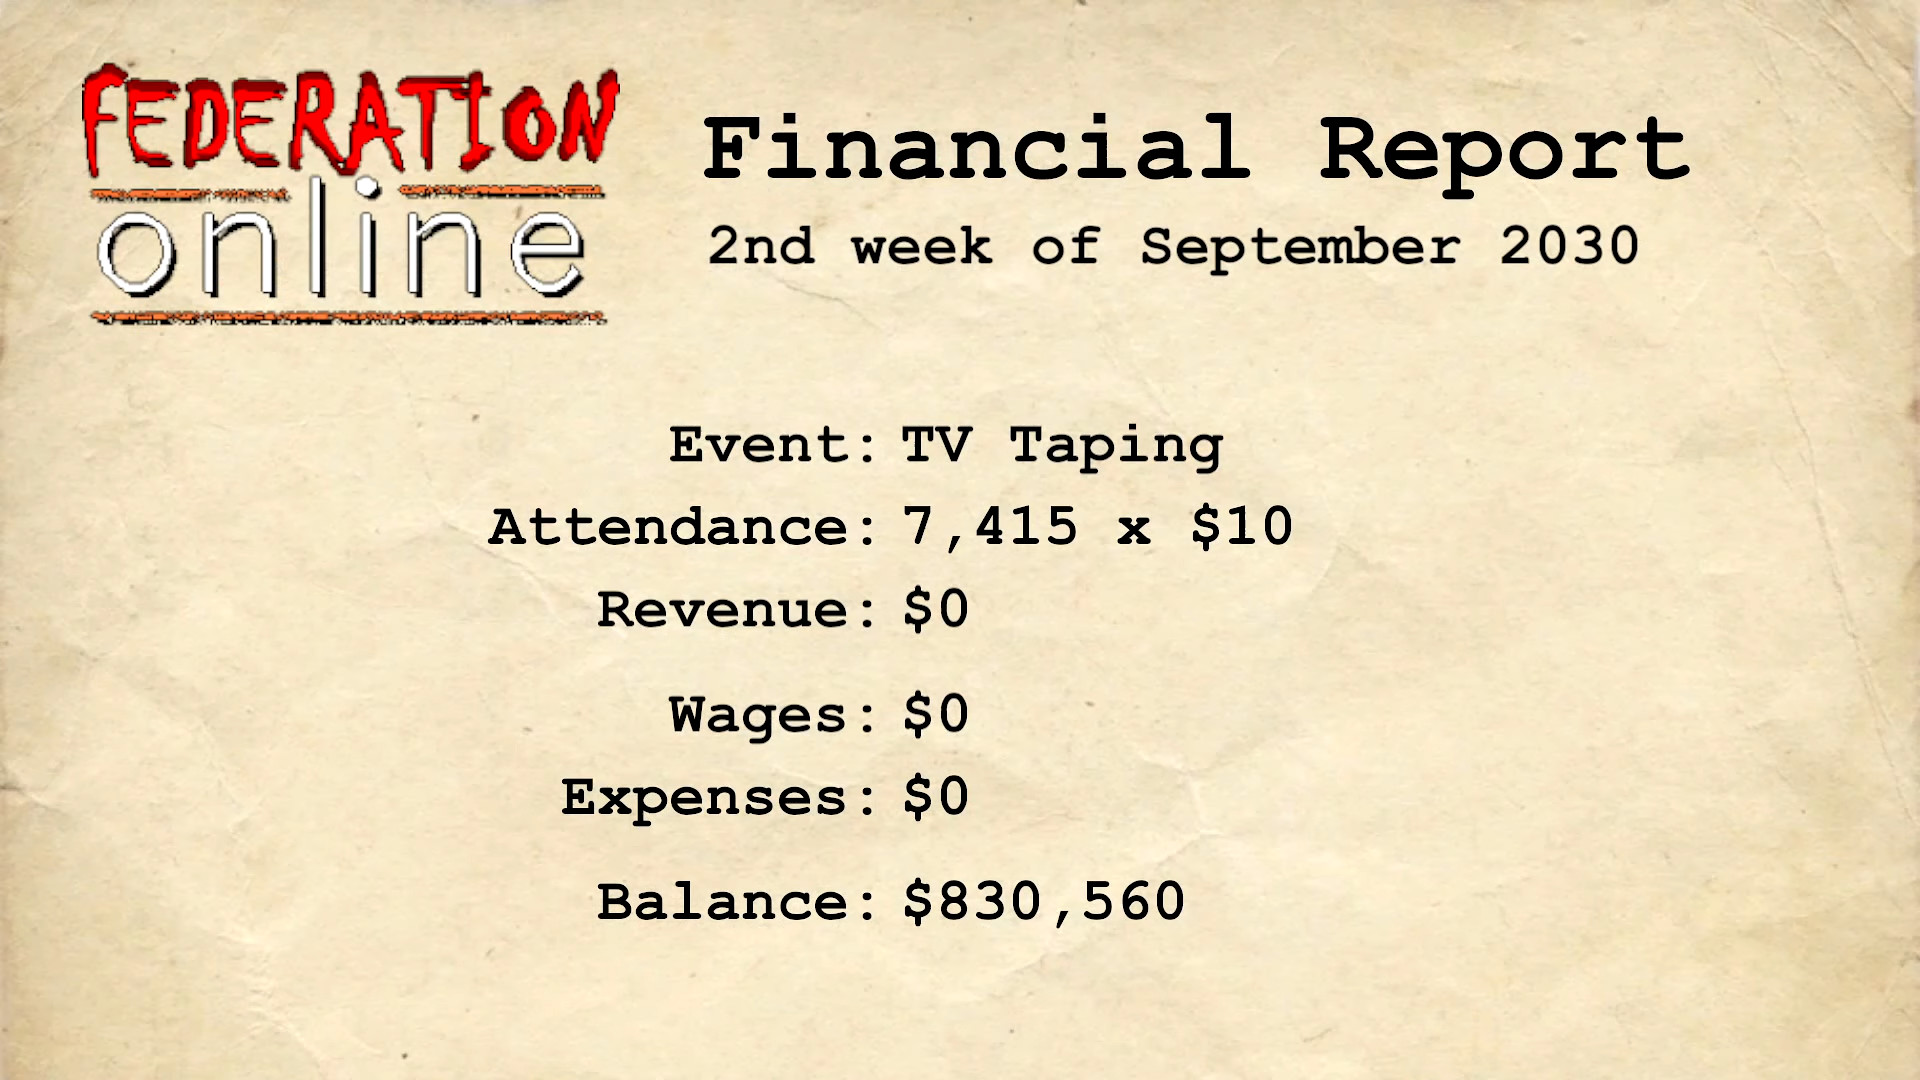 FEDERATION
online
Financial Report
2nd week of September 2030
Event: TV Taping
Attendance: 7,415 x $10
Revenue: $0
Wages: $0
Expenses: $0
Balance: $830,560